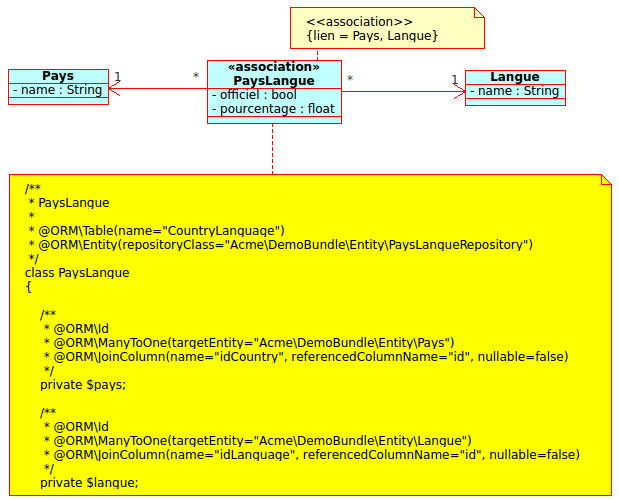 <<association>>
{lien = Pays, Langue}
Pays
- name : String
1
*
«association»
PaysLangue
- officiel : bool
- pourcentage : float
*
1
Langue
- name : String
/**
* PaysLangue
*
* @ORM\Table(name="CountryLanguage")
* @ORM\Entity(repositoryClass="Acme\DemoBundle\Entity\PaysLangueRepository")
*/
class PaysLangue
{
/**
* @ORM\Id
* @ORM\ManyToOne(targetEntity="Acme\DemoBundle\Entity\Pays")
* @ORM\JoinColumn(name="idCountry", referencedColumnName="id", nullable=false)
*/
private $pays;
/**
* @ORM\Id
* @ORM\ManyToOne(targetEntity="Acme\DemoBundle\Entity\Langue")
* @ORM\JoinColumn(name="idLanguage", referencedColumnName="id", nullable=false)
*/
private $langue;